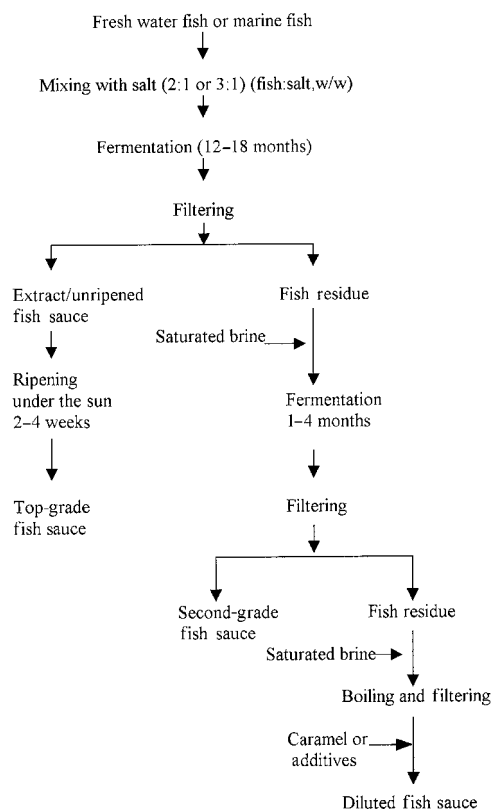 Fresh water fish or marine fish
Mixing with salt (2:1 or 3:1) (fish:salt,w/w)
Fermentation (12–18 months)
Filtering
Extract/unripened
fish sauce
Fish residue
Saturated brine
Ripening
under the sun
2–4 weeks
Fermentation
1–4 months
Top-grade
fish sauce
Filtering
Second-grade
fish sauce
Fish residue
Saturated brine
Boiling and filtering
Caramel or
additives
Diluted fish sauce